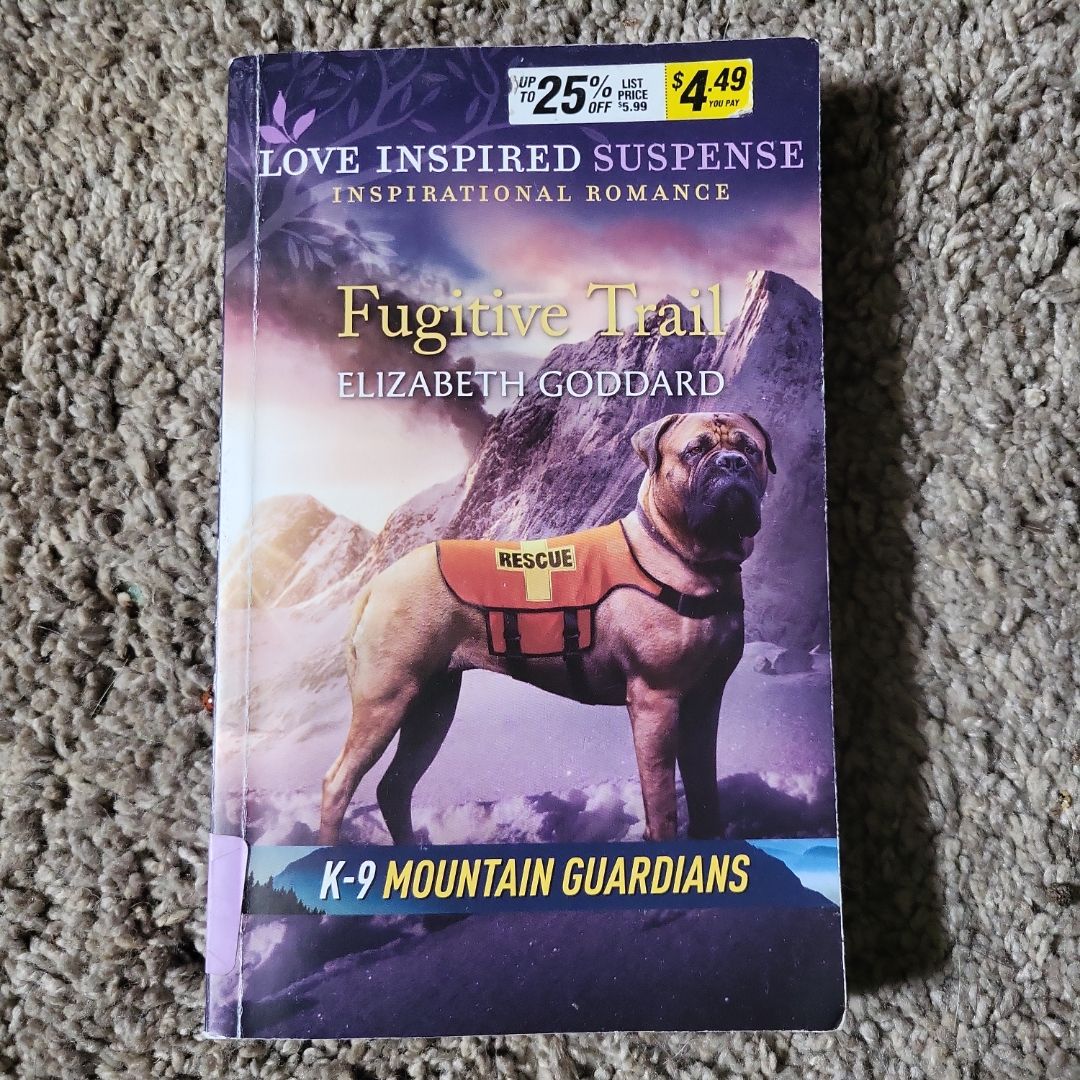 UP TO 25% OFF LIST PRICE $5.99 $4.49 YOU PAY
LOVE INSPIRED SUSPENSE
INSPIRATIONAL ROMANCE
Fugitive Trail
ELIZABETH GODDARD
RESCUE
K-9 MOUNTAIN GUARDIANS